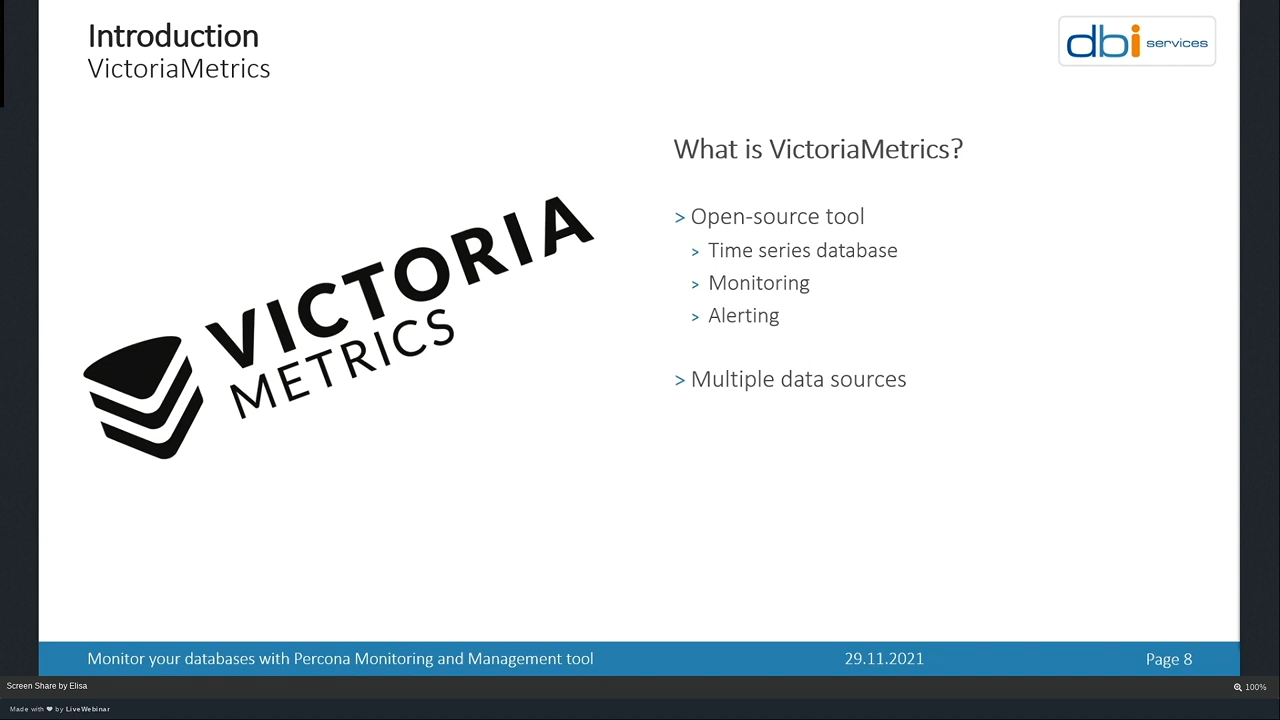 Introduction
VictoriaMetrics
dbi services
What is VictoriaMetrics?
> Open-source tool
> Time series database
> Monitoring
> Alerting
> Multiple data sources
VICTORIA
METRICS
Monitor your databases with Percona Monitoring and Management tool
29.11.2021
Page 8
Screen Share by Elisa
100%
Made with ❤ by LiveWebinar